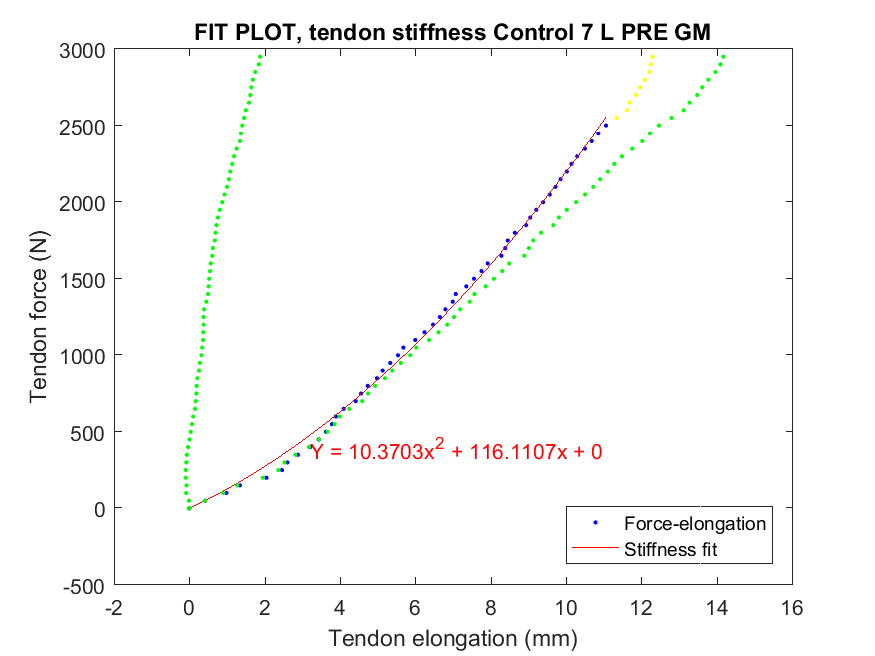 FIT PLOT, tendon stiffness Control 7 L PRE GM
3000
2500
2000
1500
1000
500
0
-500
Tendon force (N)
Y = 10.3703x² + 116.1107x + 0
Force-elongation
Stiffness fit
-2 0 2 4 6 8 10 12 14 16
Tendon elongation (mm)